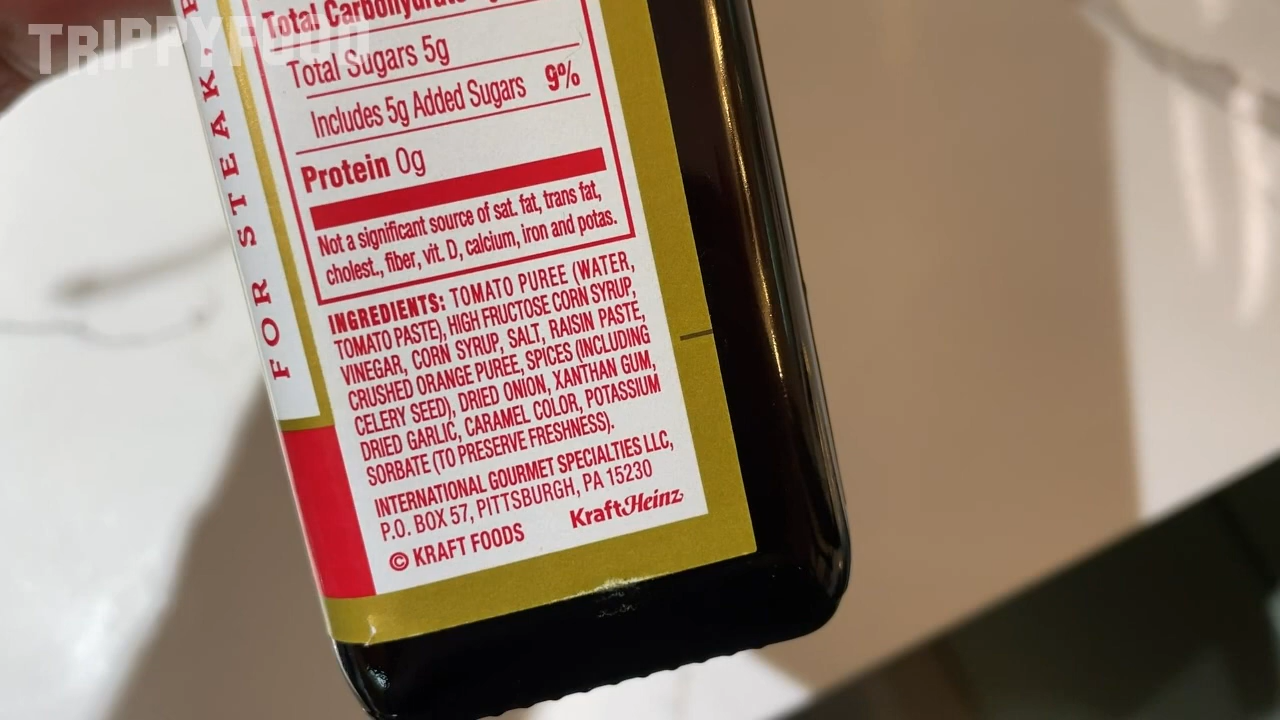 TRIPPYFOOD
FOR STEAK,
Total Carbohydrate
Total Sugars 5g
Includes 5g Added Sugars 9%
Protein 0g
Not a significant source of sat. fat, trans fat,
cholest., fiber, vit. D, calcium, iron and potas.
INGREDIENTS: TOMATO PUREE (WATER,
TOMATO PASTE), HIGH FRUCTOSE CORN SYRUP,
VINEGAR, CORN SYRUP, SALT, RAISIN PASTE,
CRUSHED ORANGE PUREE, SPICES (INCLUDING
CELERY SEED), DRIED ONION, XANTHAN GUM,
DRIED GARLIC, CARAMEL COLOR, POTASSIUM
SORBATE (TO PRESERVE FRESHNESS).
INTERNATIONAL GOURMET SPECIALTIES LLC,
P.O. BOX 57, PITTSBURGH, PA 15230
© KRAFT FOODS KraftHeinz